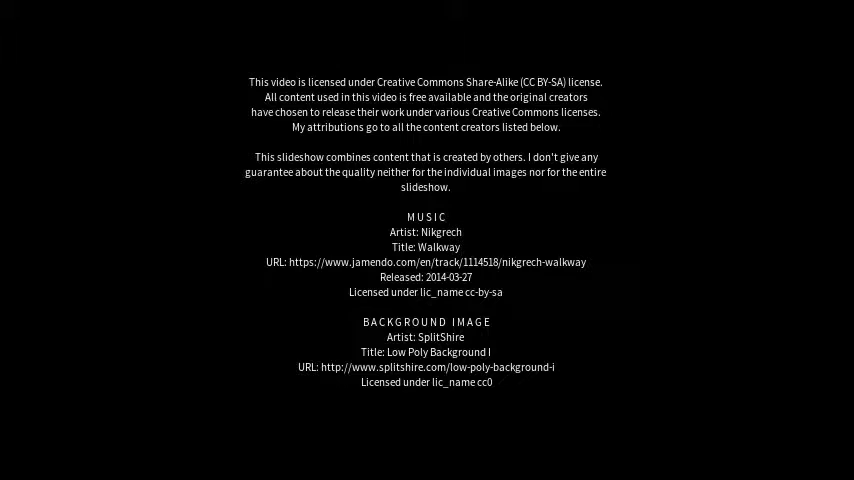 This video is licensed under Creative Commons Share-Alike (CC BY-SA) license.
All content used in this video is free available and the original creators
have chosen to release their work under various Creative Commons licenses.
My attributions go to all the content creators listed below.
This slideshow combines content that is created by others. I don't give any
guarantee about the quality neither for the individual images nor for the entire
slideshow.
MUSIC
Artist: Nikgrech
Title: Walkway
URL: https://www.jamendo.com/en/track/1114518/nikgrech-walkway
Released: 2014-03-27
Licensed under lic_name cc-by-sa
BACKGROUND IMAGE
Artist: SplitShire
Title: Low Poly Background I
URL: http://www.splitshire.com/low-poly-background-i
Licensed under lic_name cc0